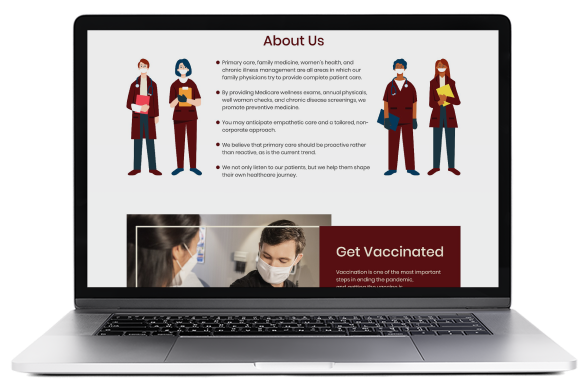 About Us
Primary care, family medicine, women's health, and
chronic illness management are all areas in which our
family physicians try to provide complete patient care.
By providing Medicare wellness exams, annual physicals,
well women checks, and chronic disease screenings, we
promote preventive medicine.
You may anticipate empathetic care and a tailored, non-
corporate approach.
We believe that primary care should be proactive rather
than reactive, as is the current trend.
We not only listen to our patients, but we help them shape
their own healthcare journey.
Get Vaccinated
Vaccination is one of the most important
steps in ending the pandemic,
and getting the vaccine is